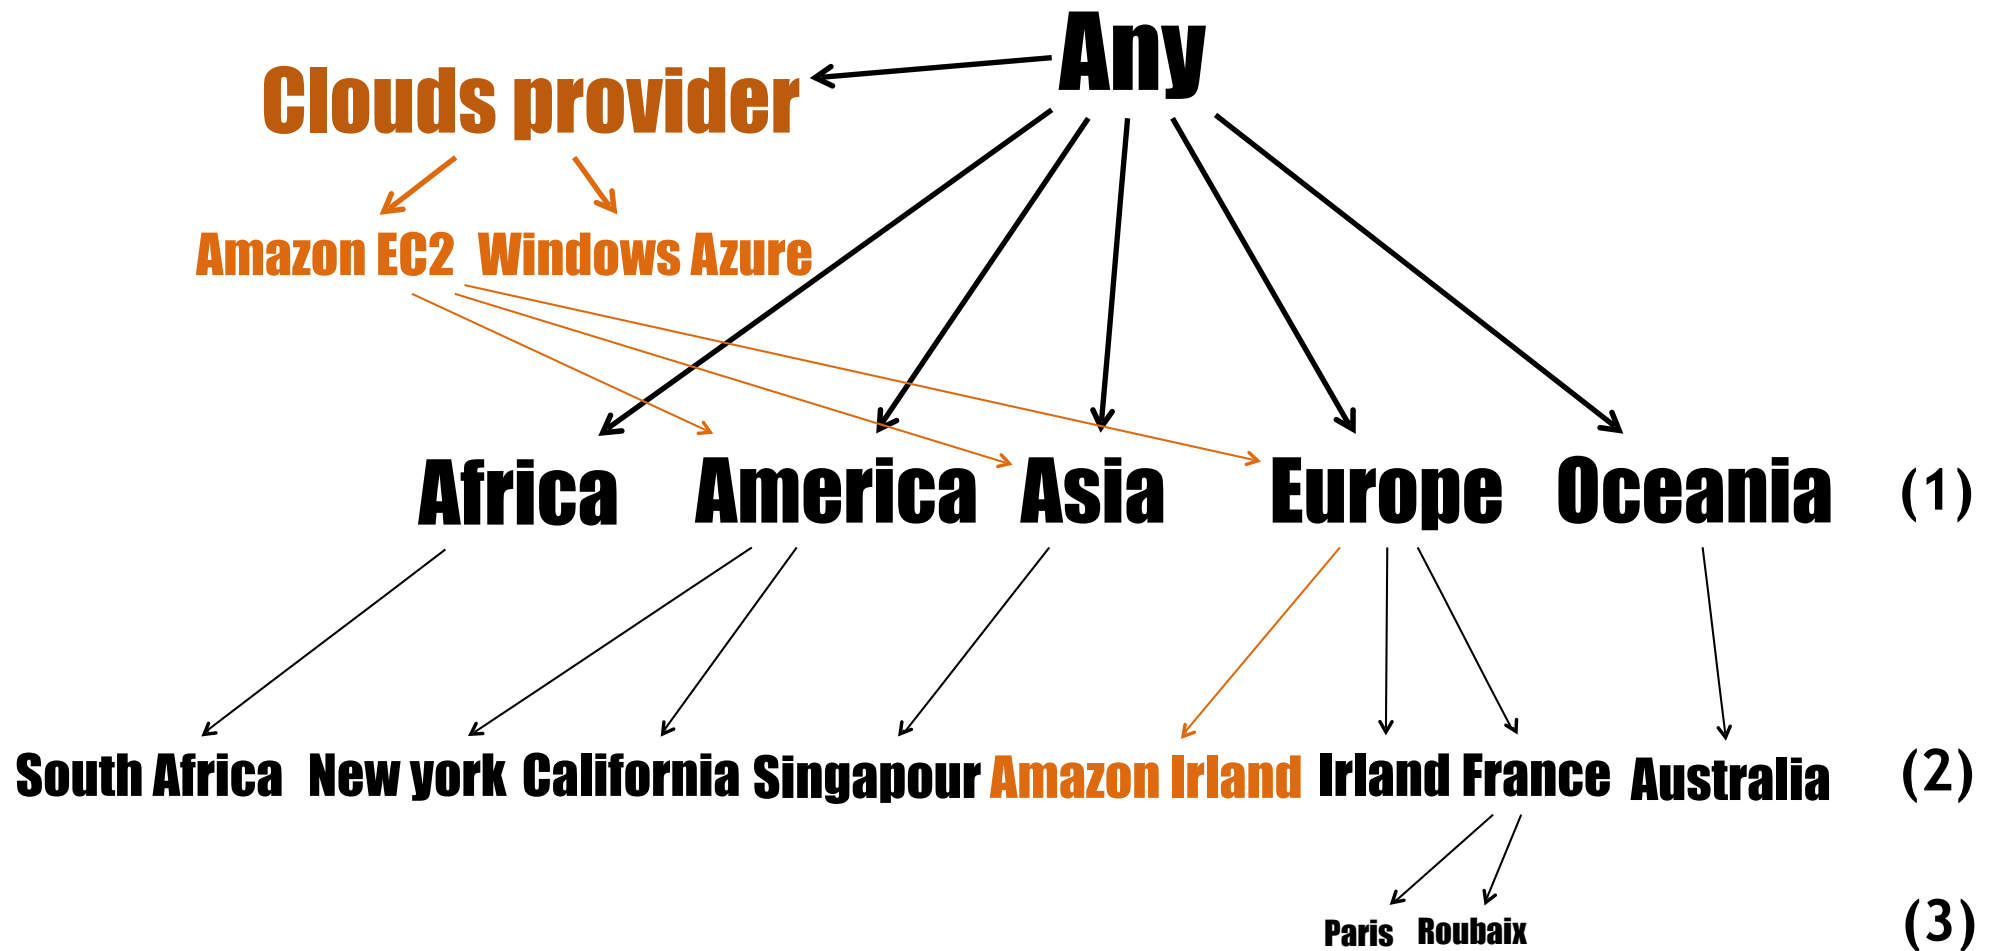 Any
Clouds provider
Amazon EC2 Windows Azure
Africa America Asia Europe Oceania (1)
South Africa New york California Singapour Amazon Irland Irland France Australia (2)
Paris Roubaix (3)